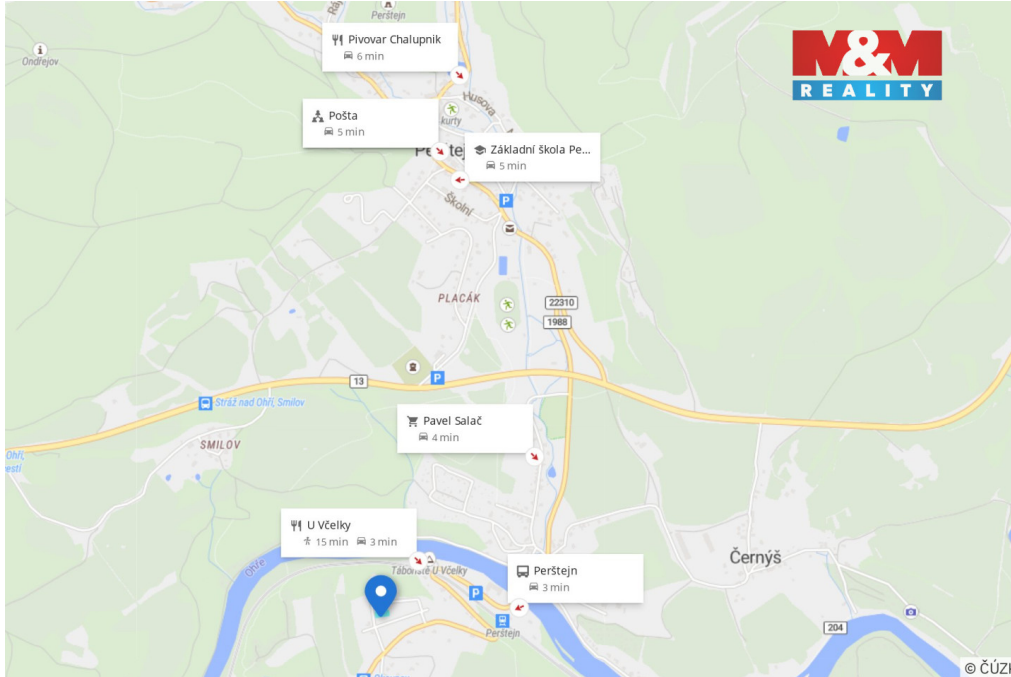 Perštejn
Ondřejov
Pivovar Chalupnik
6 min
M&M
REALITY
Husova
kurty
Pošta
5 min
Základní škola Pe...
5 min
Školní
PLACÁK
22310
1988
13
Stráž nad Ohří, Smilov
SMILOV
Pavel Salač
4 min
U Včelky
15 min 3 min
Ohře
Tábořiště U Včelky
Perštejn
3 min
Černýš
Perštejn
204
© ČÚZK